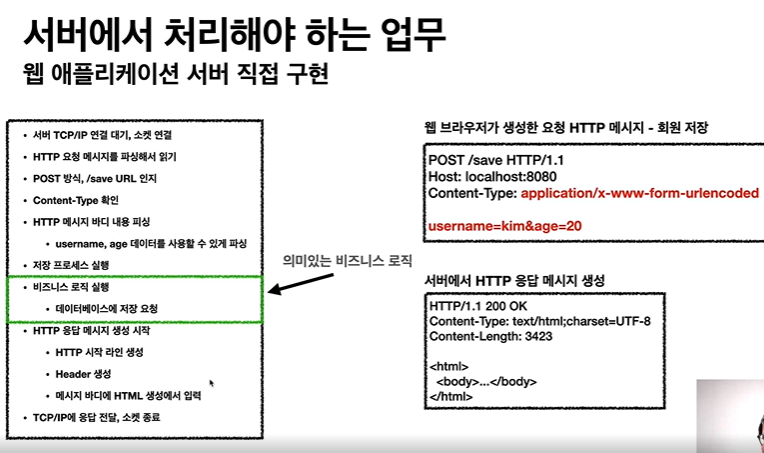 서버에서 처리해야 하는 업무
웹 애플리케이션 서버 직접 구현
• 서버 TCP/IP 연결 대기, 소켓 연결
• HTTP 요청 메시지를 파싱해서 읽기
• POST 방식, /save URL 인지
• Content-Type 확인
• HTTP 메시지 바디 내용 피싱
• username, age 데이터를 사용할 수 있게 파싱
• 저장 프로세스 실행
• 비즈니스 로직 실행
• 데이터베이스에 저장 요청
• HTTP 응답 메시지 생성 시작
• HTTP 시작 라인 생성
• Header 생성
• 메시지 바디에 HTML 생성에서 입력
• TCP/IP에 응답 전달, 소켓 종료
의미있는 비즈니스 로직
웹 브라우저가 생성한 요청 HTTP 메시지 - 회원 저장
POST /save HTTP/1.1
Host: localhost:8080
Content-Type: application/x-www-form-urlencoded
username=kim&age=20
서버에서 HTTP 응답 메시지 생성
HTTP/1.1 200 OK
Content-Type: text/html;charset=UTF-8
Content-Length: 3423
<html>
<body>...</body>
</html>